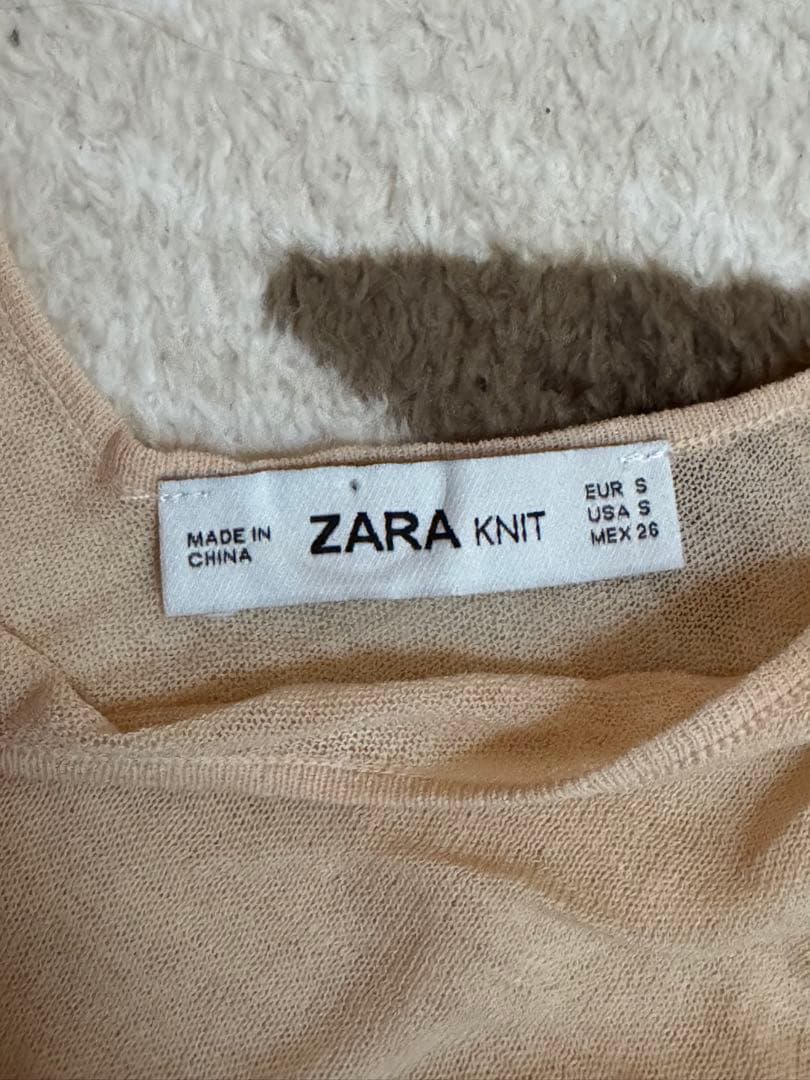 MADE IN
CHINA
ZARA KNIT
EUR S
USA S
MEX 26